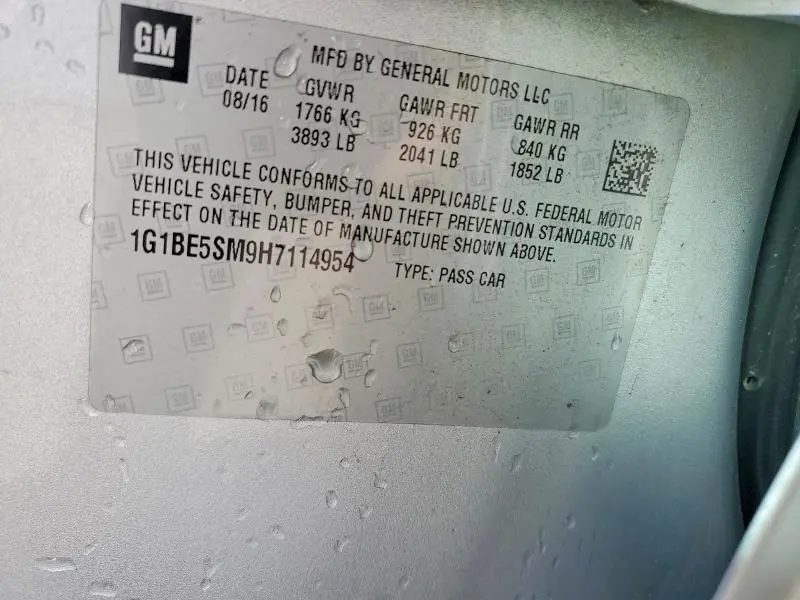 GM
MFD BY GENERAL MOTORS LLC
DATE GVWR GAWR FRT GAWR RR
08/16 1766 KG 926 KG 840 KG
3893 LB 2041 LB 1852 LB
THIS VEHICLE CONFORMS TO ALL APPLICABLE U.S. FEDERAL MOTOR
VEHICLE SAFETY, BUMPER, AND THEFT PREVENTION STANDARDS IN
EFFECT ON THE DATE OF MANUFACTURE SHOWN ABOVE.
1G1BE5SM9H7114954 TYPE: PASS CAR